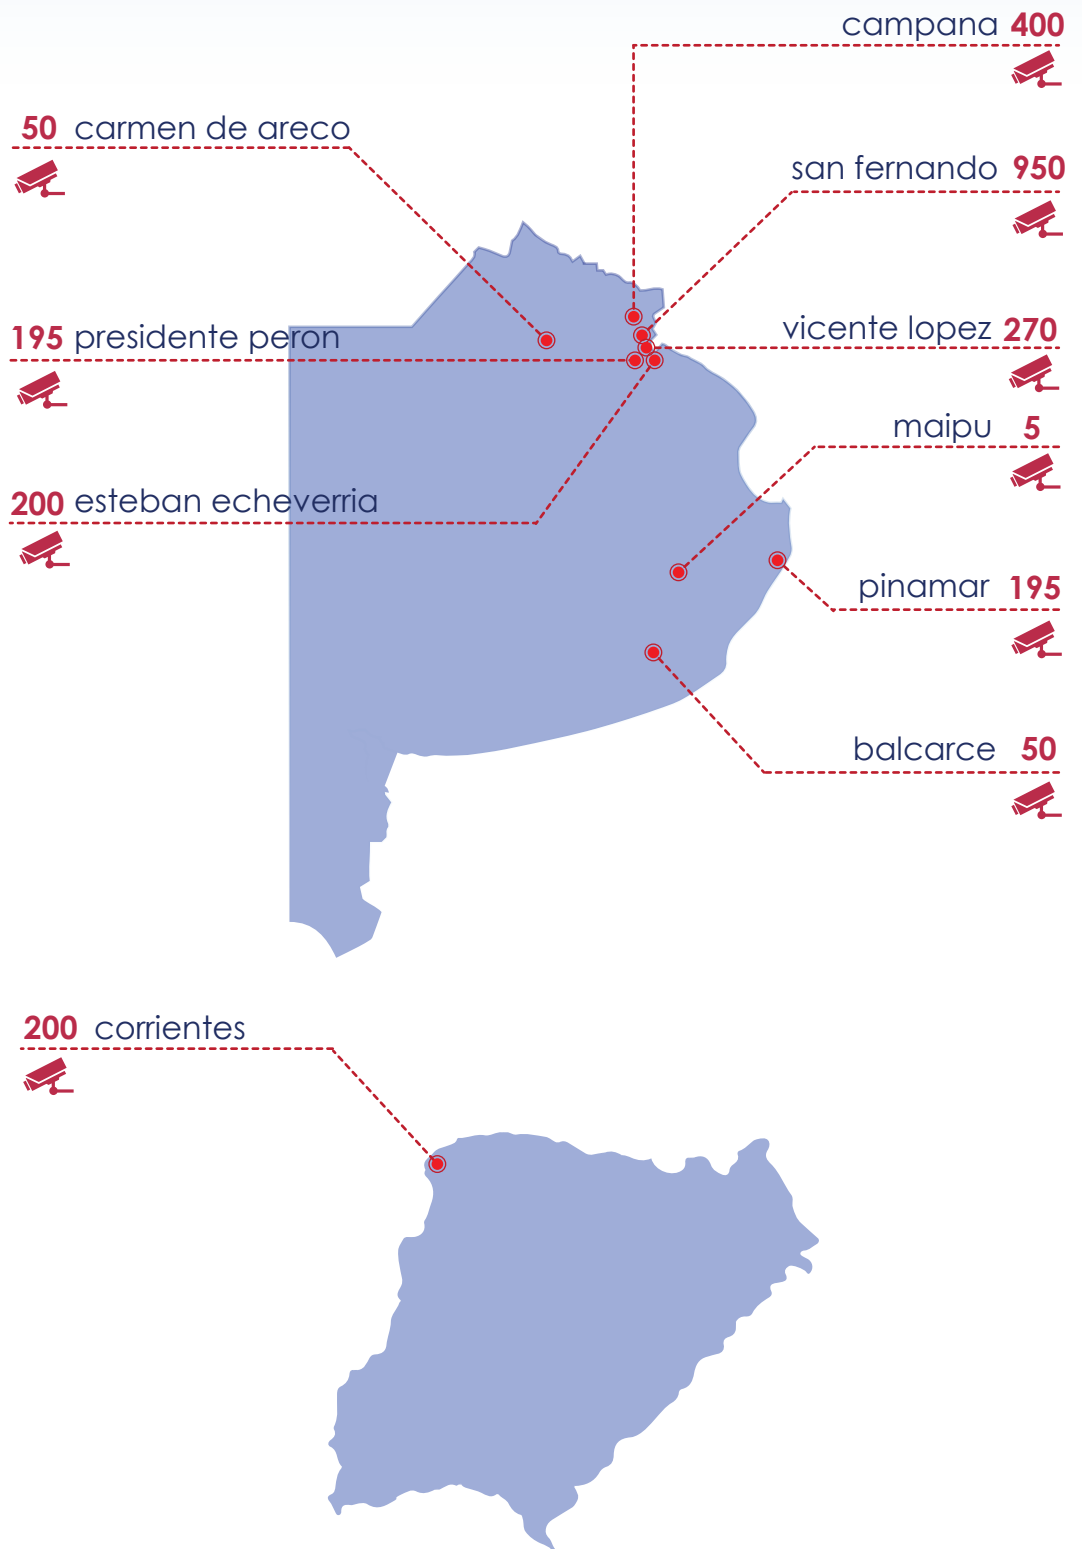 campana 400
50 carmen de areco
san fernando 950
195 presidente peron
vicente lopez 270
maipu 5
200 esteban echeverria
pinamar 195
balcarce 50
200 corrientes